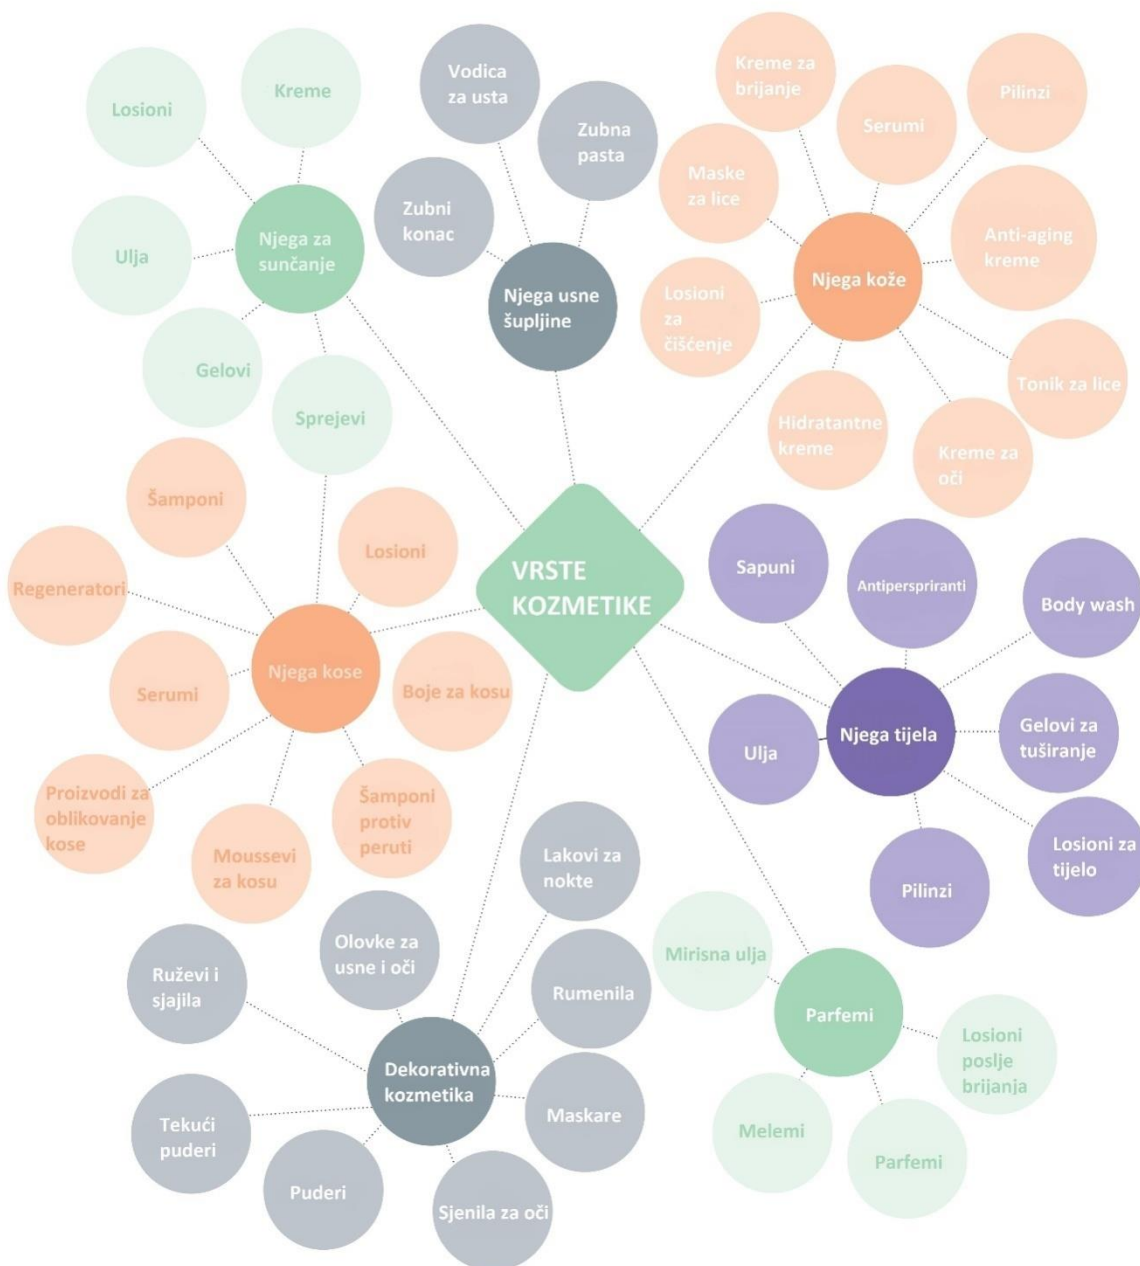 Kreme
Losioni
Ulja
Gelovi
Sprejevi
Njega za
sunčanje
Vodica
za usta
Zubna
pasta
Zubni
konac
Njega usne
šupljine
Kreme za
brijanje
Serumi
Pilinzi
Maske
za lice
Anti-aging
kreme
Njega kože
Losioni
za
čišćenje
Tonik za lice
Hidratantne
kreme
Kreme za
oči
VRSTE
KOZMETIKE
Šamponi
Losioni
Regeneratori
Njega kose
Serumi
Boje za kosu
Proizvodi za
oblikovanje
kose
Moussevi
za kosu
Šamponi
protiv
peruti
Sapuni
Antiperspriranti
Body wash
Ulja
Njega tijela
Gelovi za
tuširanje
Losioni za
tijelo
Pilinzi
Lakovi za
nokte
Olovke za
usne i oči
Ruževi i
sjajila
Rumenila
Dekorativna
kozmetika
Maskare
Tekući
puderi
Puderi
Sjenila za oči
Mirisna ulja
Parfemi
Losioni
poslje
brijanja
Melemi
Parfemi